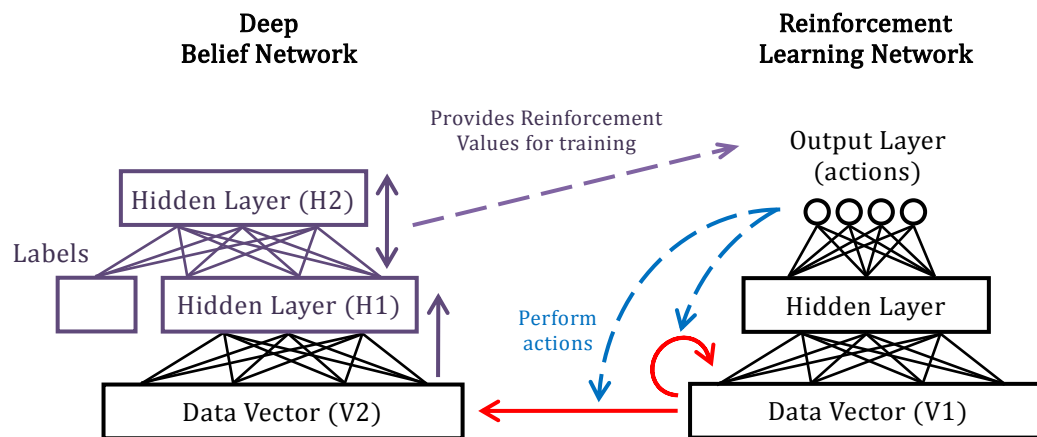 Deep
Belief Network
Reinforcement
Learning Network
Provides Reinforcement
Values for training
Output Layer
(actions)
Hidden Layer (H2)
Labels
Hidden Layer (H1)
Hidden Layer
Perform
actions
Data Vector (V2)
Data Vector (V1)